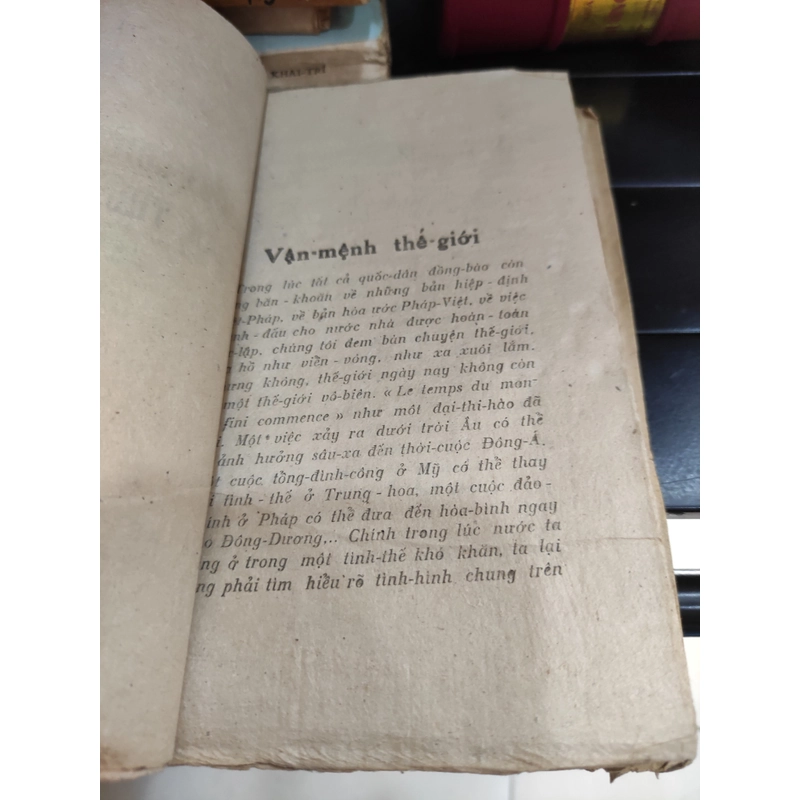 KHAI-TRÍ
Vận-mệnh thế-giới
Trong lúc tất cả quốc-dân đồng-bào còn
băn-khoăn về những bản hiệp-định
Pháp, về bản hòa ước Pháp-Việt, về việc
đấu cho nước nhà được hoàn-toàn
lập, chúng tôi đem bàn chuyện thế-giới,
hồ như viển-vông, như xa xuôi lắm.
không, thế-giới ngày nay không còn
một thế-giới vô-biên. « Le temps du mon-
fini commence » như một đại-thi-hào đã
Một việc xảy ra dưới trời Âu có thể
ảnh hưởng sâu-xa đến thời-cuộc Đông-Á.
cuộc tổng-đình-công ở Mỹ có thể thay
tình-thế ở Trung-hoa, một cuộc đảo-
ở Pháp có thể đưa đến hòa-bình ngay
ở Đông-Dương... Chính trong lúc nước ta
ở trong một tình-thế khó khăn, ta lại
phải tìm hiểu rõ tình-hình chung trên